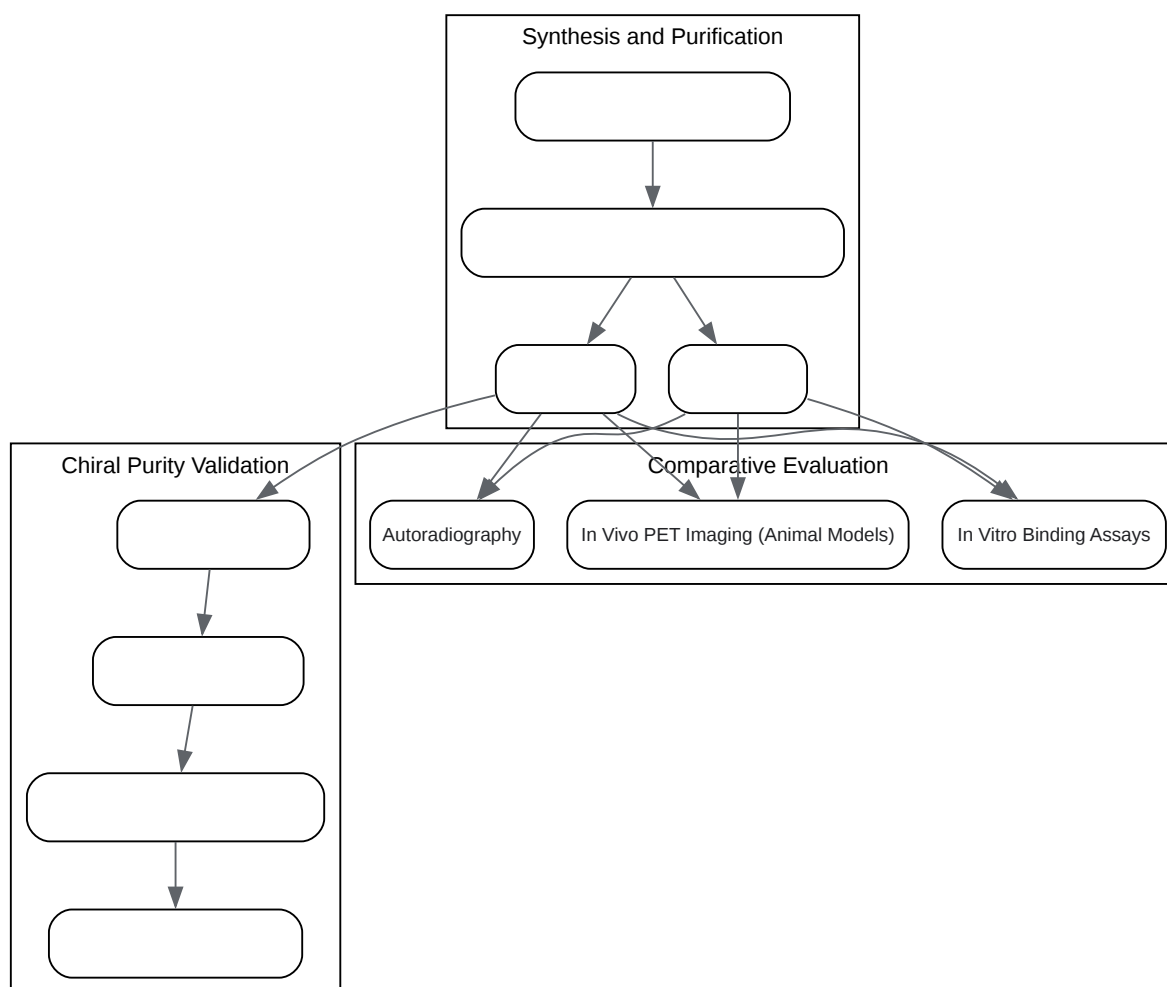 Synthesis and Purification
Chiral Purity Validation
Comparative Evaluation
Autoradiography
In Vivo PET Imaging (Animal Models)
In Vitro Binding Assays